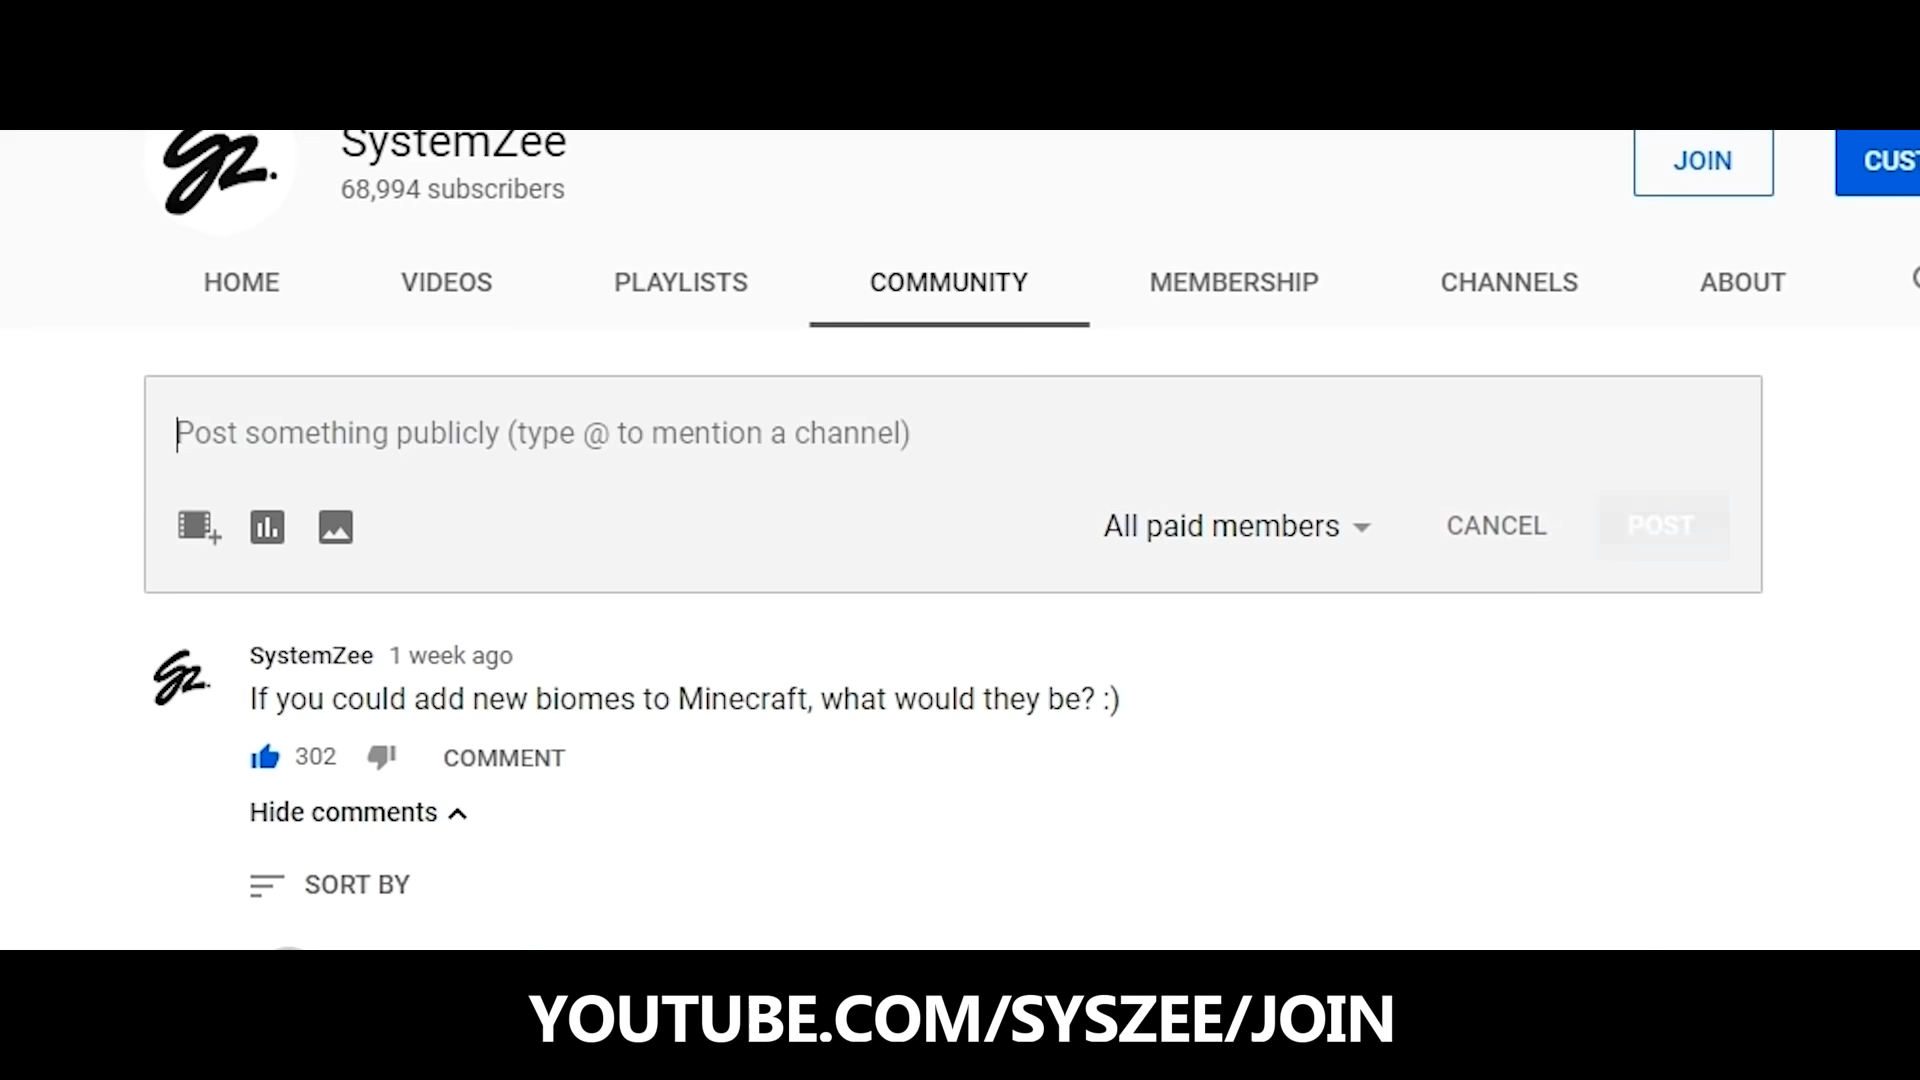 SystemZee
68,994 subscribers
JOIN
HOME VIDEOS PLAYLISTS COMMUNITY MEMBERSHIP CHANNELS ABOUT
Post something publicly (type @ to mention a channel)
All paid members CANCEL POST
SystemZee 1 week ago
If you could add new biomes to Minecraft, what would they be? :)
302 COMMENT
Hide comments
SORT BY
YOUTUBE.COM/SYSZEE/JOIN